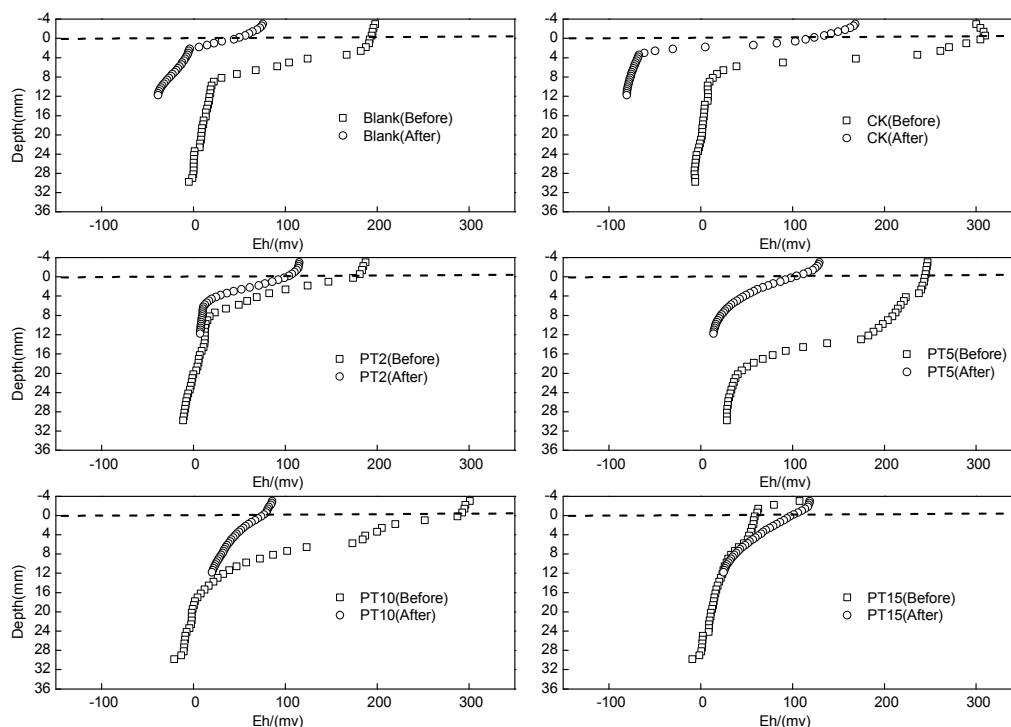 -4
0
4
8
12
16
20
24
28
32
36
Depth(mm)
Blank(Before)
Blank(After)
-100 0 100 200 300
Eh/(mv)
-4
0
4
8
12
16
20
24
28
32
36
CK(Before)
CK(After)
-100 0 100 200 300
Eh/(mv)
-4
0
4
8
12
16
20
24
28
32
36
Depth(mm)
PT2(Before)
PT2(After)
-100 0 100 200 300
Eh/(mv)
-4
0
4
8
12
16
20
24
28
32
36
PT5(Before)
PT5(After)
-100 0 100 200 300
Eh/(mv)
-4
0
4
8
12
16
20
24
28
32
36
Depth(mm)
PT10(Before)
PT10(After)
-100 0 100 200 300
Eh/(mv)
-4
0
4
8
12
16
20
24
28
32
36
PT15(Before)
PT15(After)
-100 0 100 200 300
Eh/(mv)